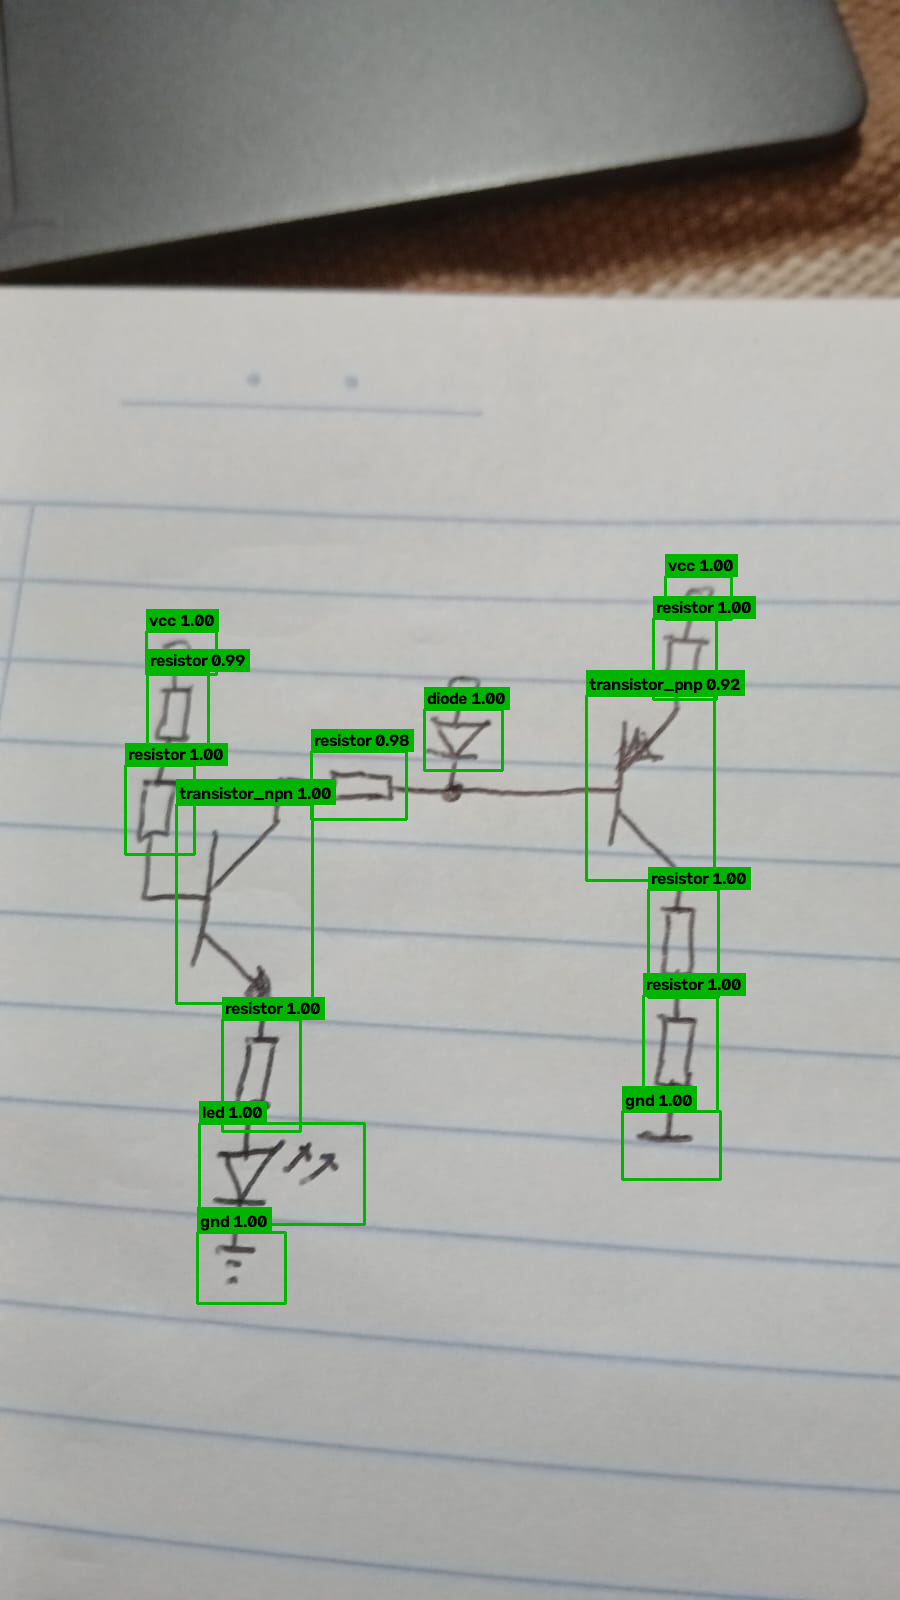 vcc 1.00
resistor 1.00
vcc 1.00
resistor 0.99
transistor_pnp 0.92
diode 1.00
resistor 0.98
resistor 1.00
transistor_npn 1.00
resistor 1.00
resistor 1.00
resistor 1.00
led 1.00
gnd 1.00
gnd 1.00